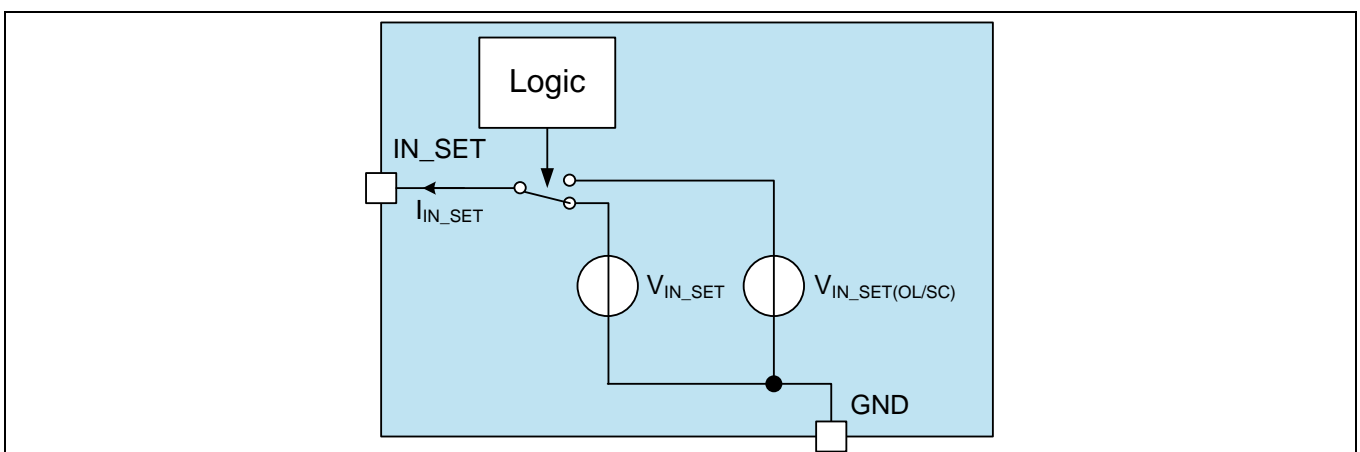 Logic
IN_SET
I_IN_SET
V_IN_SET
V_IN_SET(OL/SC)
GND